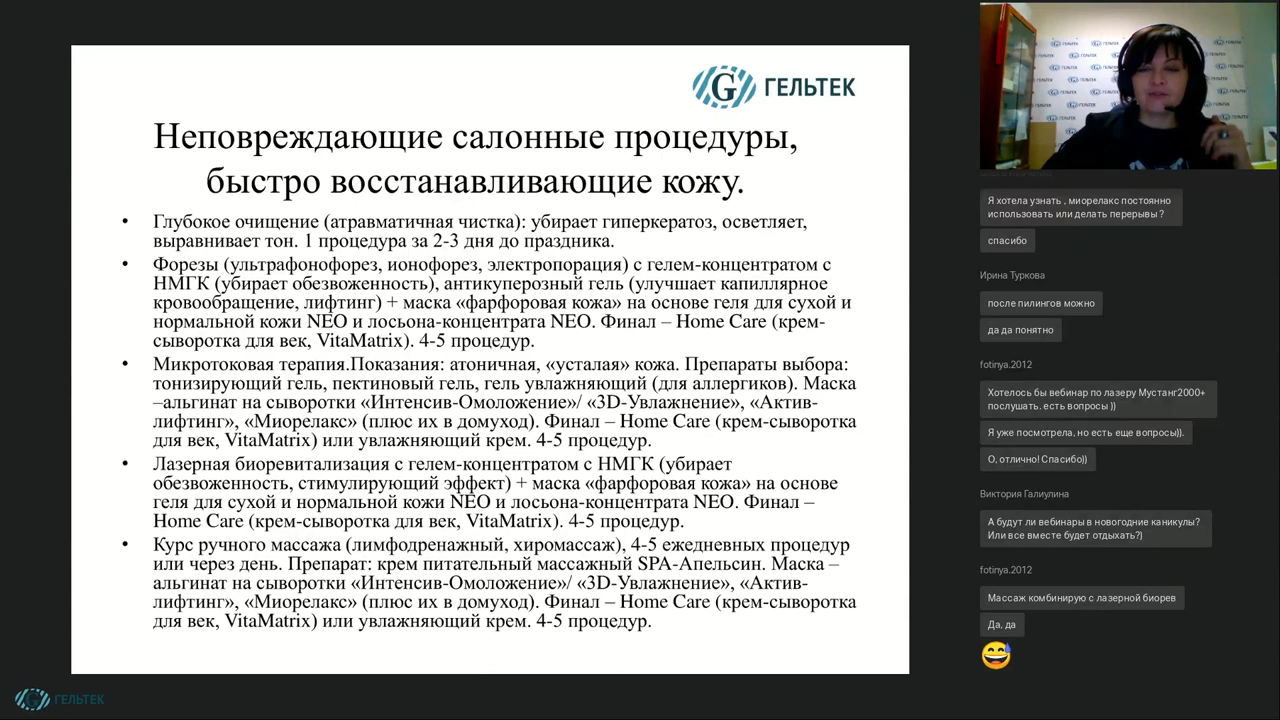 ГЕЛЬТЕК
Неповреждающие салонные процедуры,
быстро восстанавливающие кожу.
• Глубокое очищение (атравматичная чистка): убирает гиперкератоз, осветляет,
выравнивает тон. 1 процедура за 2-3 дня до праздника.
• Форезы (ультрафонофорез, ионофорез, электропорация) с гелем-концентратом с
НМГК (убирает обезвоженность), антикуперозный гель (улучшает капиллярное
кровообращение, лифтинг) + маска «фарфоровая кожа» на основе геля для сухой и
нормальной кожи NEO и лосьона-концентрата NEO. Финал – Home Care (крем-
сыворотка для век, VitaMatrix). 4-5 процедур.
• Микротоковая терапия.Показания: атоничная, «усталая» кожа. Препараты выбора:
тонизирующий гель, пектиновый гель, гель увлажняющий (для аллергиков). Маска
–альгинат на сыворотки «Интенсив-Омоложение»/ «3D-Увлажнение», «Актив-
лифтинг», «Миорелакс» (плюс их в домуход). Финал – Home Care (крем-сыворотка
для век, VitaMatrix) или увлажняющий крем. 4-5 процедур.
• Лазерная биоревитализация с гелем-концентратом с НМГК (убирает
обезвоженность, стимулирующий эффект) + маска «фарфоровая кожа» на основе
геля для сухой и нормальной кожи NEO и лосьона-концентрата NEO. Финал –
Home Care (крем-сыворотка для век, VitaMatrix). 4-5 процедур.
• Курс ручного массажа (лимфодренажный, хиромассаж), 4-5 ежедневных процедур
или через день. Препарат: крем питательный массажный SPA-Апельсин. Маска –
альгинат на сыворотки «Интенсив-Омоложение»/ «3D-Увлажнение», «Актив-
лифтинг», «Миорелакс» (плюс их в домуход). Финал – Home Care (крем-сыворотка
для век, VitaMatrix) или увлажняющий крем. 4-5 процедур.
Я хотела узнать , миорелакс постоянно
использовать или делать перерывы ?
спасибо
Ирина Туркова
после пилингов можно
да да понятно
fotinya.2012
Хотелось бы вебинар по лазеру Мустанг2000+
послушать. есть вопросы ))
Я уже посмотрела, но есть еще вопросы)).
О, отлично! Спасибо))
Виктория Галиулина
А будут ли вебинары в новогодние каникулы?
Или все вместе будет отдыхать?)
fotinya.2012
Массаж комбинирую с лазерной биорев
Да, да
ГЕЛЬТЕК